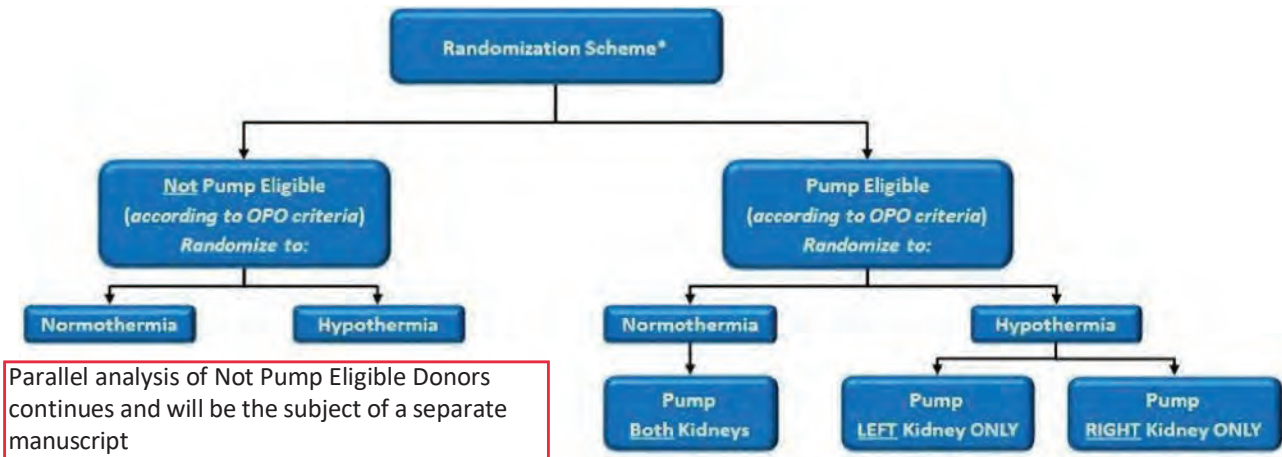 Randomization Scheme*
Not Pump Eligible
(according to OPO criteria)
Randomize to:
Pump Eligible
(according to OPO criteria)
Randomize to:
Normothermia
Hypothermia
Normothermia
Hypothermia
Parallel analysis of Not Pump Eligible Donors
continues and will be the subject of a separate
manuscript
Pump
Both Kidneys
Pump
LEFT Kidney ONLY
Pump
RIGHT Kidney ONLY